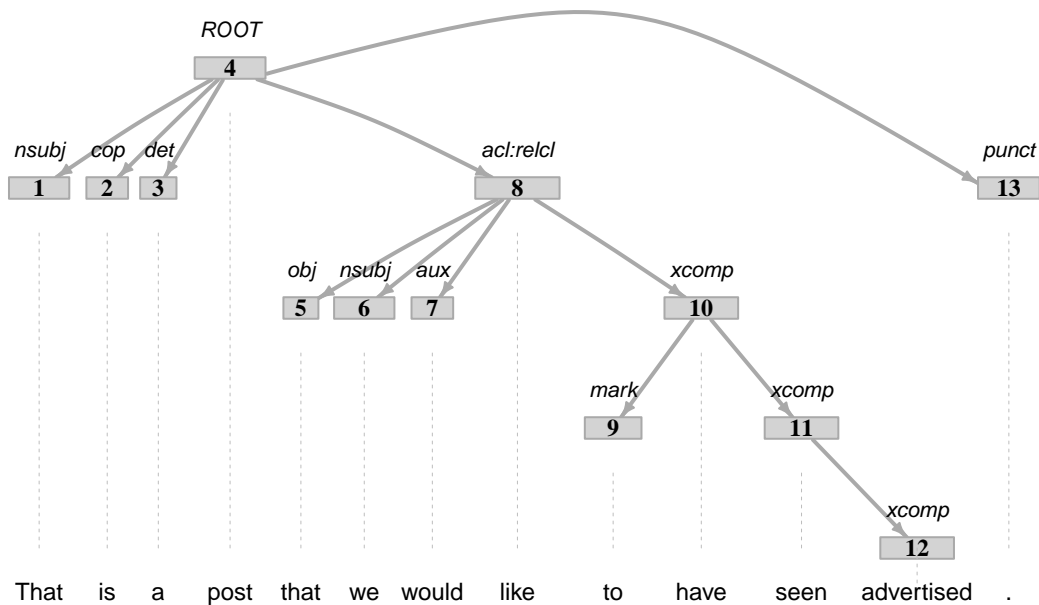 ROOT
4
nsubj cop det acl:relcl punct
1 2 3 8 13
obj nsubj aux xcomp
5 6 7 10
mark xcomp
9 11
xcomp
12
That is a post that we would like to have seen advertised .